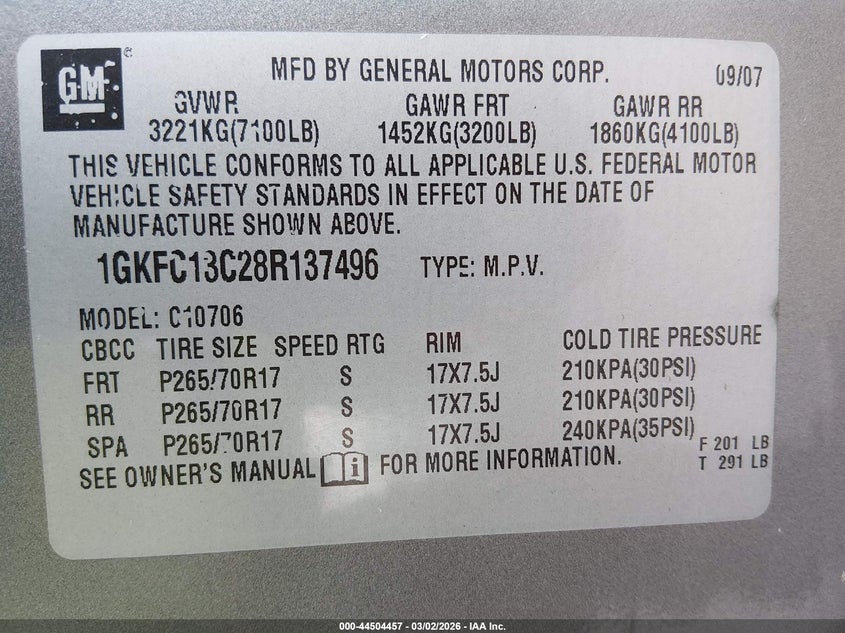 GM
MFD BY GENERAL MOTORS CORP. 09/07
GVWR GAWR FRT GAWR RR
3221KG(7100LB) 1452KG(3200LB) 1860KG(4100LB)
THIS VEHICLE CONFORMS TO ALL APPLICABLE U.S. FEDERAL MOTOR
VEHICLE SAFETY STANDARDS IN EFFECT ON THE DATE OF
MANUFACTURE SHOWN ABOVE.
1GKFC13C28R137496 TYPE: M.P.V.
MODEL: C10706
CBCC TIRE SIZE SPEED RTG RIM COLD TIRE PRESSURE
FRT P265/70R17 S 17X7.5J 210KPA(30PSI)
RR P265/70R17 S 17X7.5J 210KPA(30PSI)
SPA P265/70R17 S 17X7.5J 240KPA(35PSI)
F 201 LB
SEE OWNER'S MANUAL i FOR MORE INFORMATION. T 291 LB
000-44504457 - 03/02/2026 - IAA Inc.